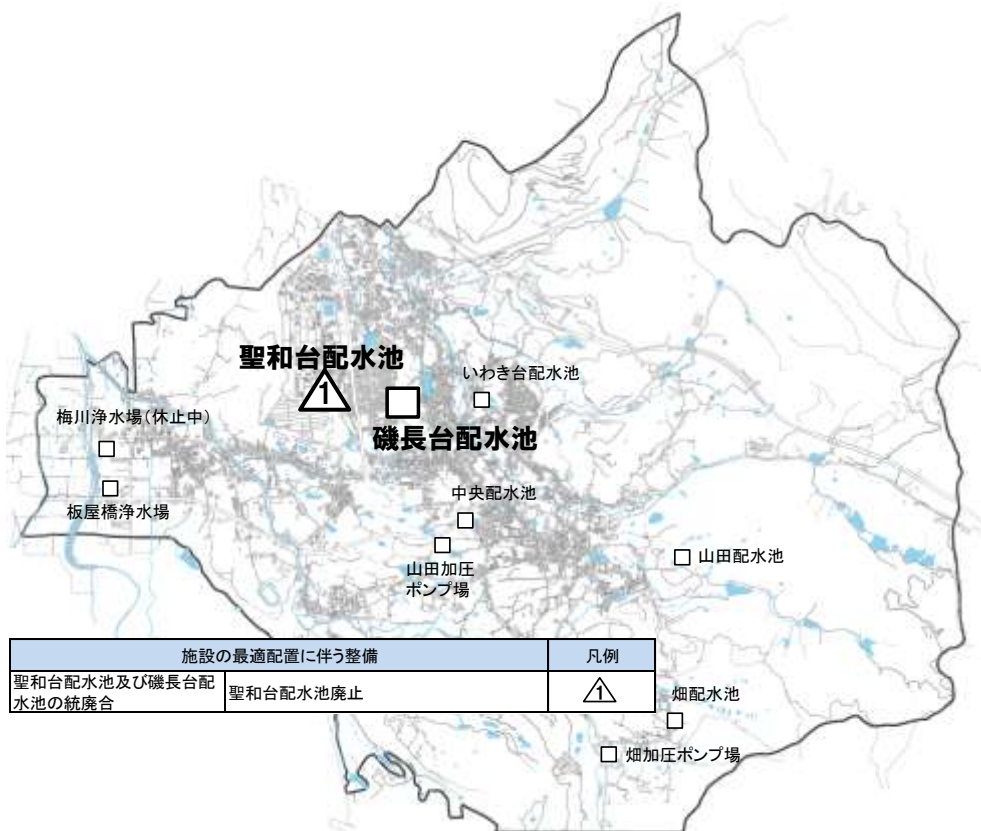 聖和台配水池
1
いわき台配水池
磯長台配水池
梅川浄水場(休止中)
板屋橋浄水場
中央配水池
山田加圧
ポンプ場
山田配水池
施設の最適配置に伴う整備 凡例
聖和台配水池及び磯長台配
水池の統廃合
聖和台配水池廃止
1
畑配水池
畑加圧ポンプ場